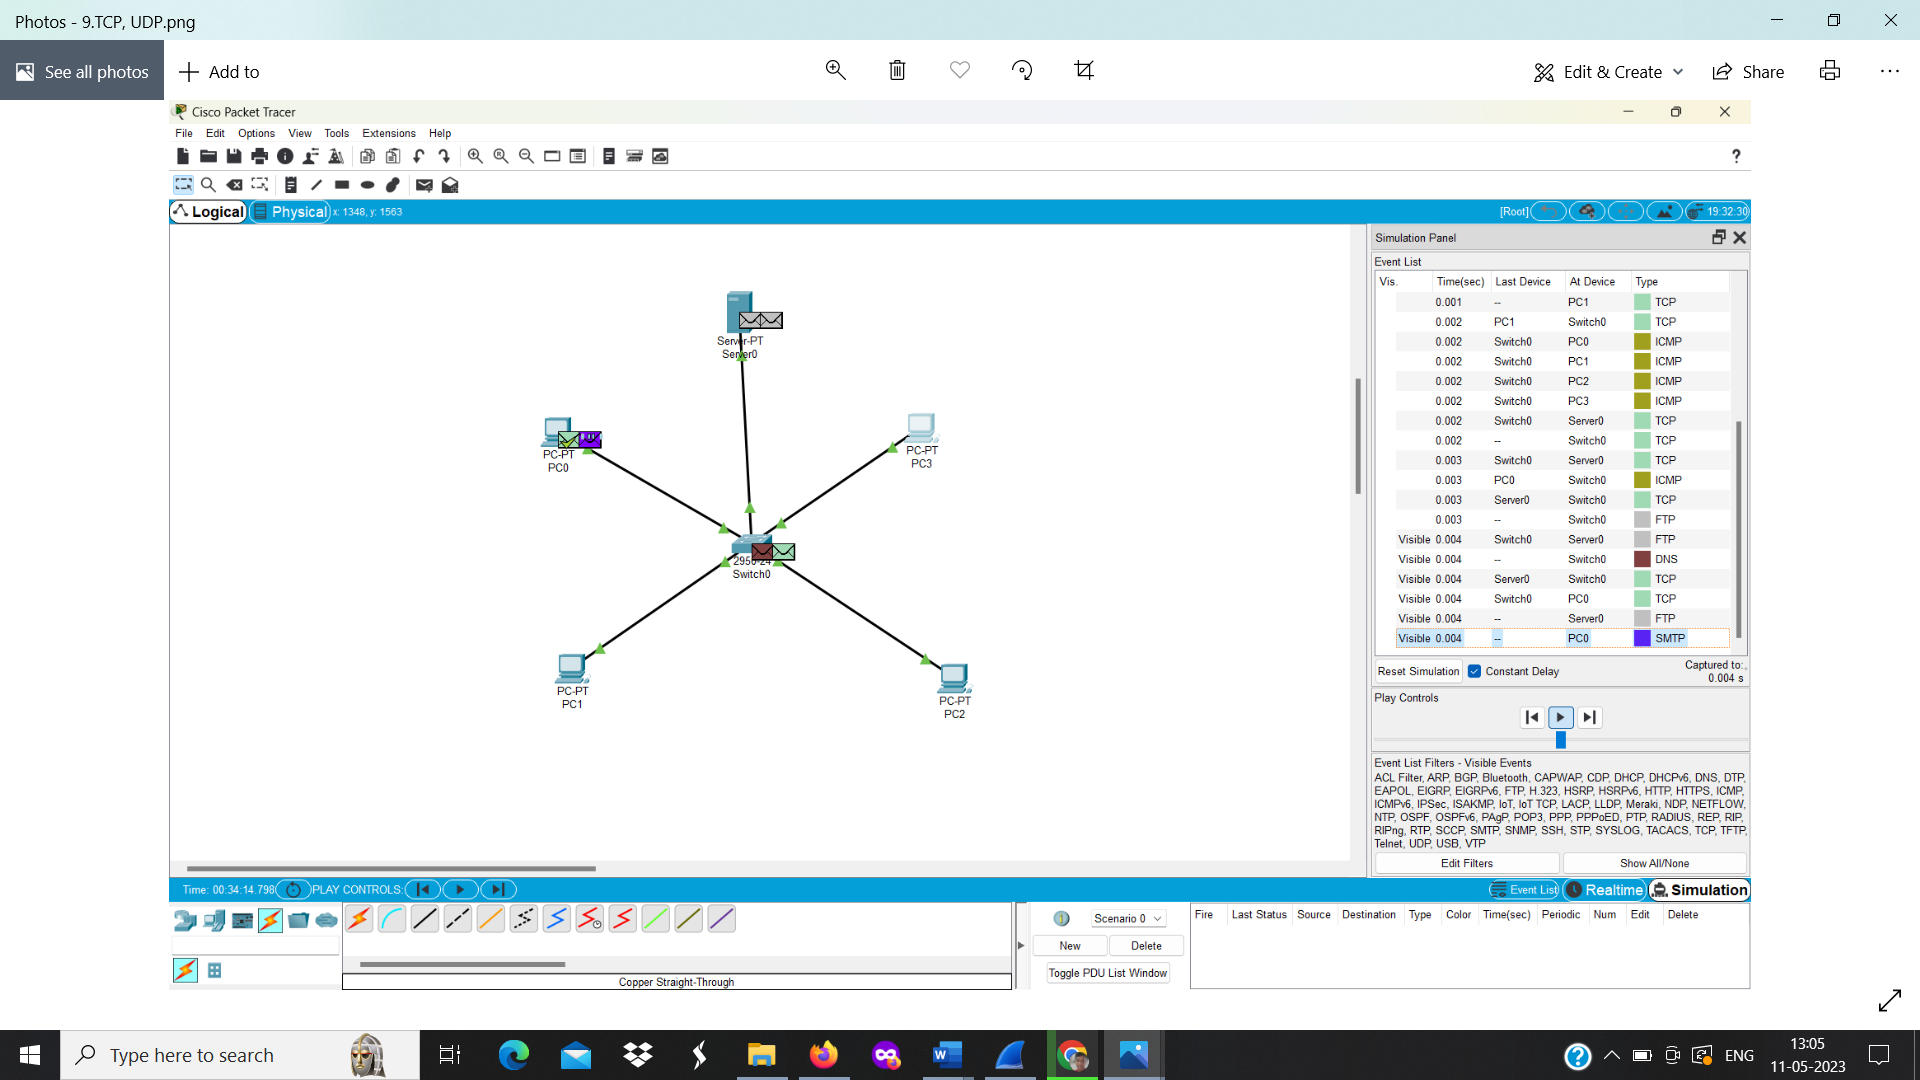 Photos - 9.TCP, UDP.png
See all photos
Add to
Edit & Create
Share
Cisco Packet Tracer
File Edit Options View Tools Extensions Help
?
Logical Physical x: 1348, y: 1563
[Root] 19:32:30
Server-PT
Server0
PC-PT
PC0
PC-PT
PC3
2950-24
Switch0
PC-PT
PC1
PC-PT
PC2
Simulation Panel
Event List
Vis. Time(sec) Last Device At Device Type
0.001 -- PC1 TCP
0.002 PC1 Switch0 TCP
0.002 Switch0 PC0 ICMP
0.002 Switch0 PC1 ICMP
0.002 Switch0 PC2 ICMP
0.002 Switch0 PC3 ICMP
0.002 Switch0 Server0 TCP
0.002 -- Switch0 TCP
0.003 Switch0 Server0 TCP
0.003 PC0 Switch0 ICMP
0.003 Server0 Switch0 TCP
0.003 -- Switch0 FTP
Visible 0.004 Switch0 Server0 FTP
Visible 0.004 -- Switch0 DNS
Visible 0.004 Server0 Switch0 TCP
Visible 0.004 Switch0 PC0 TCP
Visible 0.004 -- Server0 FTP
Visible 0.004 -- PC0 SMTP
Reset Simulation Constant Delay Captured to:
0.004 s
Play Controls
Event List Filters - Visible Events
ACL Filter, ARP, BGP, Bluetooth, CAPWAP, CDP, DHCP, DHCPv6, DNS, DTP,
EAPOL, EIGRP, EIGRPv6, FTP, H.323, HSRP, HSRPv6, HTTP, HTTPS, ICMP,
ICMPv6, IPSec, ISAKMP, IoT, IoT TCP, LACP, LLDP, Meraki, NDP, NETFLOW,
NTP, OSPF, OSPFv6, PAgP, POP3, PPP, PPPoED, PTP, RADIUS, REP, RIP,
RIPng, RTP, SCCP, SMTP, SNMP, SSH, STP, SYSLOG, TACACS, TCP, TFTP,
Telnet, UDP, USB, VTP
Edit Filters Show All/None
Time: 00:34:14.798 PLAY CONTROLS:
Event List Realtime Simulation
Scenario 0
New Delete
Toggle PDU List Window
Fire Last Status Source Destination Type Color Time(sec) Periodic Num Edit Delete
Copper Straight-Through
Type here to search
ENG
13:05
11-05-2023